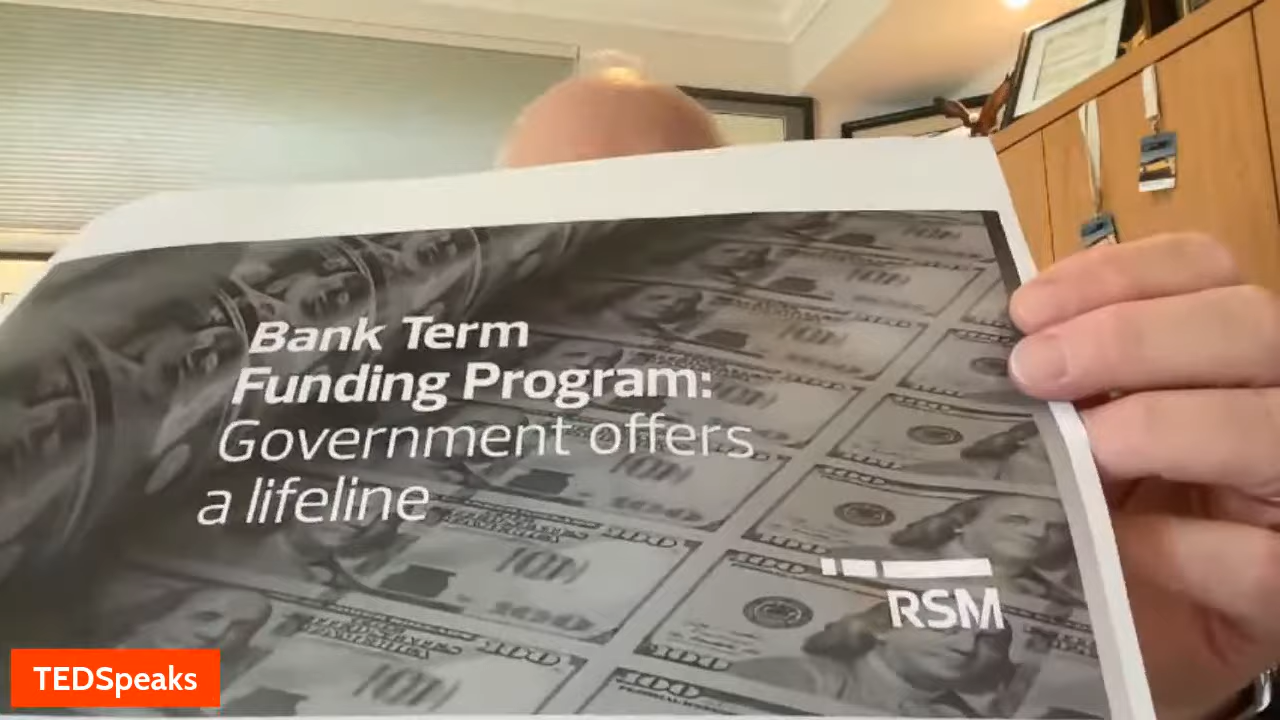 Bank Term
Funding Program:
Government offers
a lifeline
RSM
TEDSpeaks